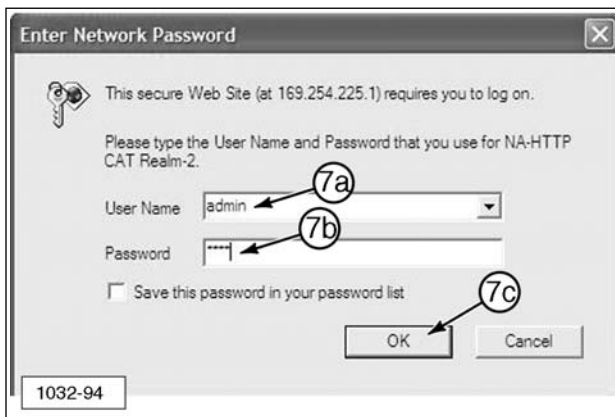 Enter Network Password
This secure Web Site (at 169.254.225.1) requires you to log on.
Please type the User Name and Password that you use for NA-HTTP
CAT Realm-2.
7a
User Name admin
7b
Password ****
Save this password in your password list
7c
OK Cancel
1032-94